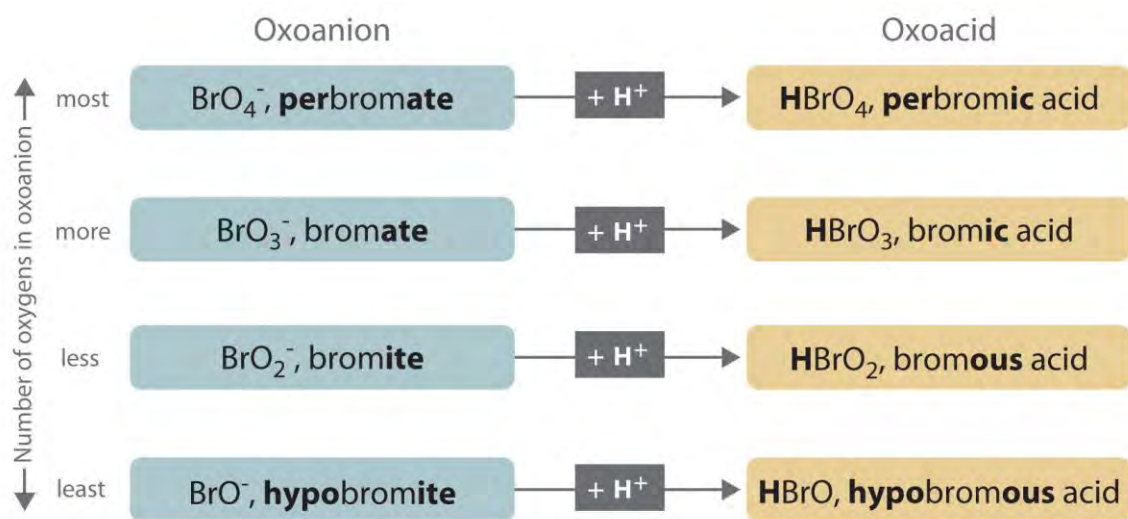 Oxoanion
Oxoacid
Number of oxygens in oxoanion
most
BrO₄⁻, perbromate
+ H⁺
HBrO₄, perbromic acid
more
BrO₃⁻, bromate
+ H⁺
HBrO₃, bromic acid
less
BrO₂⁻, bromite
+ H⁺
HBrO₂, bromous acid
least
BrO⁻, hypobromite
+ H⁺
HBrO, hypobromous acid